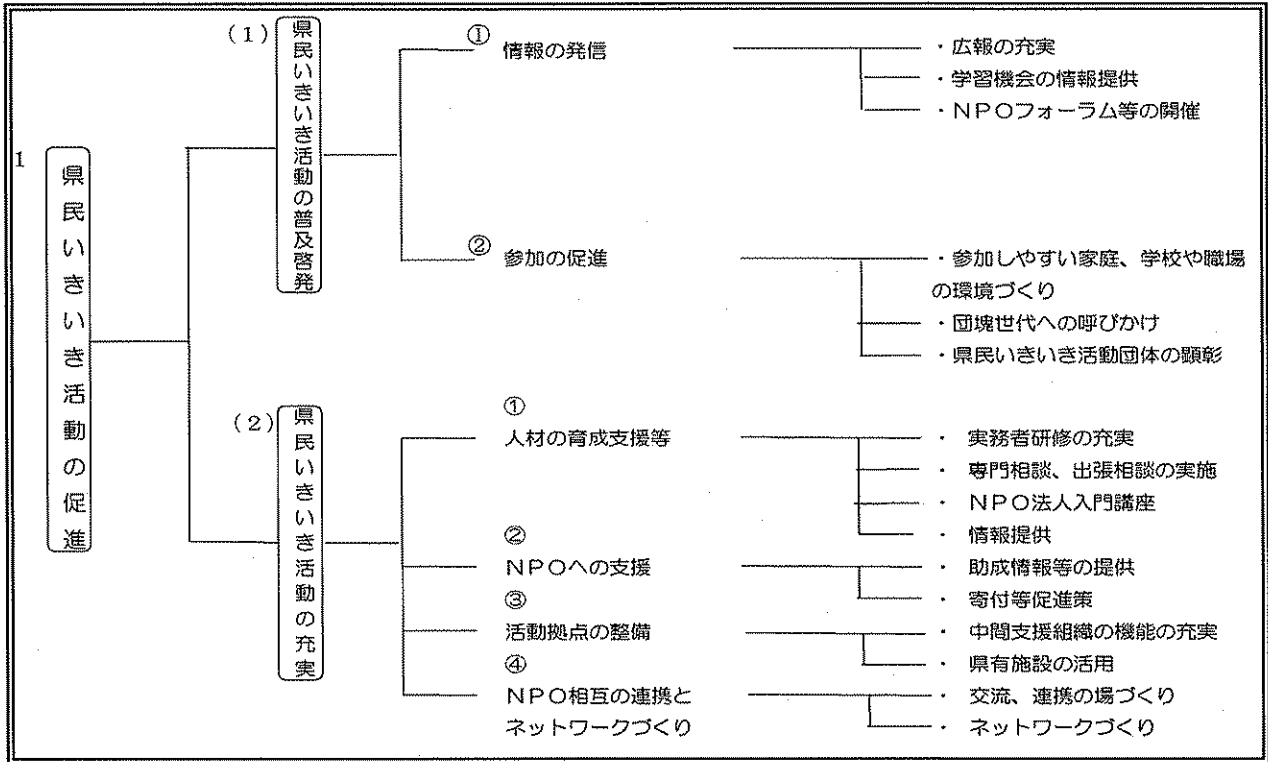 1
県民いきいき活動の促進
(1)
県民いきいき活動の普及啓発
①
情報の発信
・広報の充実
・学習機会の情報提供
・NPOフォーラム等の開催
②
参加の促進
・参加しやすい家庭、学校や職場
の環境づくり
・団塊世代への呼びかけ
・県民いきいき活動団体の顕彰
(2)
県民いきいき活動の充実
①
人材の育成支援等
・ 実務者研修の充実
・ 専門相談、出張相談の実施
・ NPO法人入門講座
・ 情報提供
②
NPOへの支援
・ 助成情報等の提供
・ 寄付等促進策
③
活動拠点の整備
・ 中間支援組織の機能の充実
・ 県有施設の活用
④
NPO相互の連携と
ネットワークづくり
・ 交流、連携の場づくり
・ ネットワークづくり